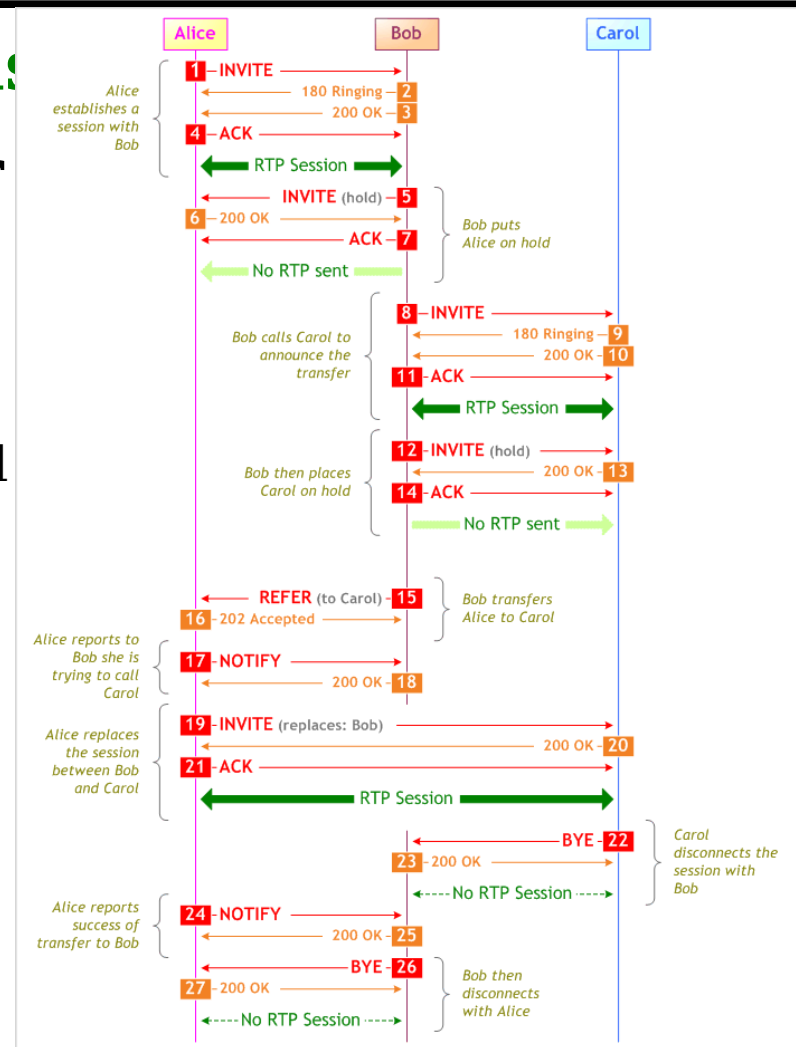 Alice Bob Carol
1 INVITE
Alice establishes a session with Bob
180 Ringing 2
200 OK 3
4 ACK
RTP Session
INVITE (hold) 5
6 200 OK
Bob puts Alice on hold
ACK 7
No RTP sent
8 INVITE
Bob calls Carol to announce the transfer
180 Ringing 9
200 OK 10
11 ACK
RTP Session
12 INVITE (hold)
Bob then places Carol on hold
200 OK 13
14 ACK
No RTP sent
REFER (to Carol) 15
Bob transfers Alice to Carol
16 202 Accepted
Alice reports to Bob she is trying to call Carol
17 NOTIFY
200 OK 18
19 INVITE (replaces: Bob)
Alice replaces the session between Bob and Carol
200 OK 20
21 ACK
RTP Session
BYE 22
Carol disconnects the session with Bob
23 200 OK
No RTP Session
Alice reports success of transfer to Bob
24 NOTIFY
200 OK 25
BYE 26
Bob then disconnects with Alice
27 200 OK
No RTP Session